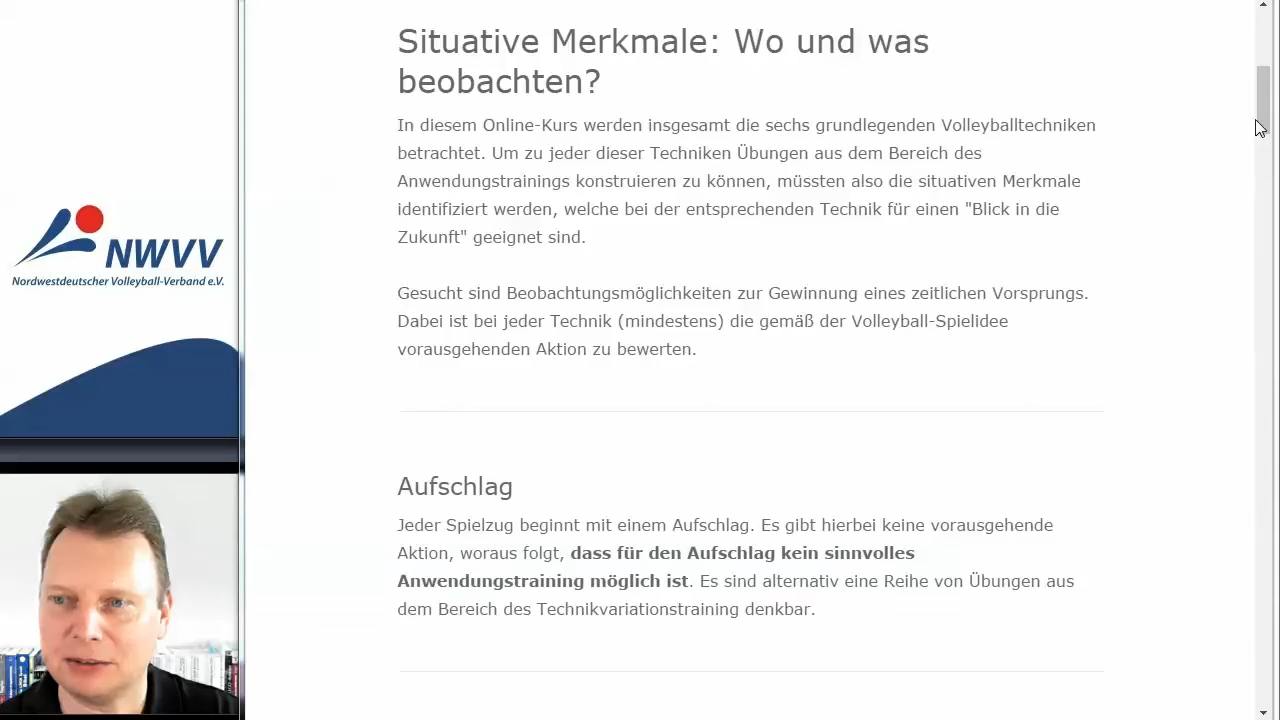 Situative Merkmale: Wo und was
beobachten?
In diesem Online-Kurs werden insgesamt die sechs grundlegenden Volleyballtechniken
betrachtet. Um zu jeder dieser Techniken Übungen aus dem Bereich des
Anwendungstrainings konstruieren zu können, müssten also die situativen Merkmale
identifiziert werden, welche bei der entsprechenden Technik für einen "Blick in die
Zukunft" geeignet sind.
Gesucht sind Beobachtungsmöglichkeiten zur Gewinnung eines zeitlichen Vorsprungs.
Dabei ist bei jeder Technik (mindestens) die gemäß der Volleyball-Spielidee
vorausgehenden Aktion zu bewerten.
Aufschlag
Jeder Spielzug beginnt mit einem Aufschlag. Es gibt hierbei keine vorausgehende
Aktion, woraus folgt, dass für den Aufschlag kein sinnvolles
Anwendungstraining möglich ist. Es sind alternativ eine Reihe von Übungen aus
dem Bereich des Technikvariationstraining denkbar.
NWVV
Nordwestdeutscher Volleyball-Verband e.V.